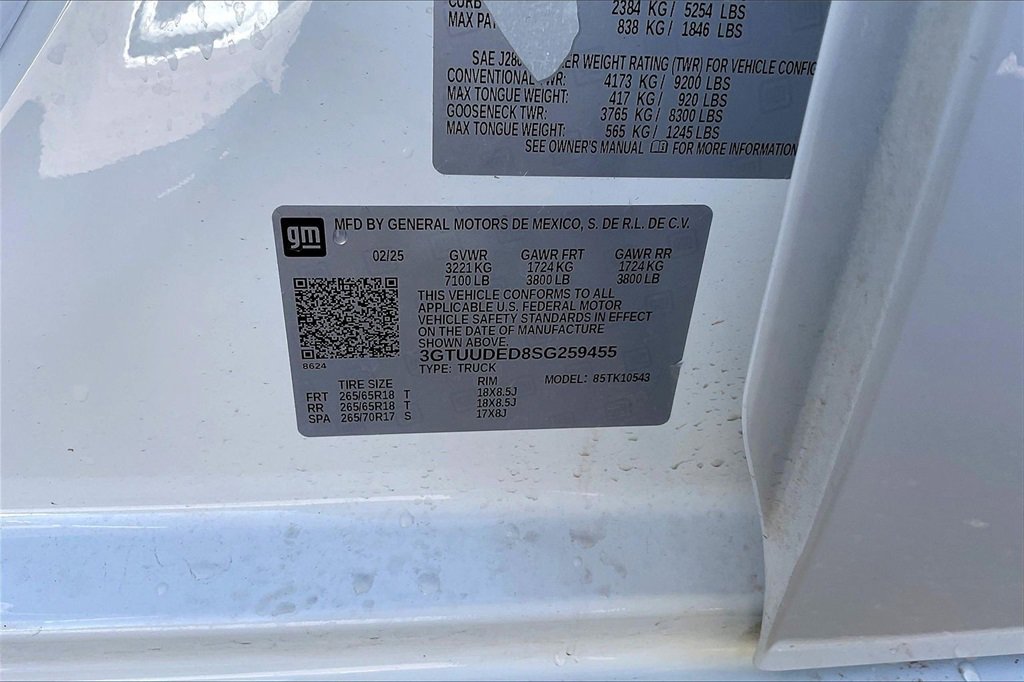 2384 KG / 5254 LBS
MAX 838 KG / 1846 LBS
SAE WEIGHT RATING (TWR) FOR VEHICLE
CONVENTIONAL TWR: 4173 KG / 9200 LBS
MAX TONGUE WEIGHT: 417 KG / 920 LBS
GOOSENECK TWR: 3765 KG / 8300 LBS
MAX TONGUE WEIGHT: 565 KG / 1245 LBS
SEE OWNER'S MANUAL FOR MORE INFORMATION
gm MFD BY GENERAL MOTORS DE MEXICO, S. DE R.L. DE C.V.
02/25 GVWR GAWR FRT GAWR RR
3221 KG 1724 KG 1724 KG
7100 LB 3800 LB 3800 LB
THIS VEHICLE CONFORMS TO ALL
APPLICABLE U.S. FEDERAL MOTOR
VEHICLE SAFETY STANDARDS IN EFFECT
ON THE DATE OF MANUFACTURE
SHOWN ABOVE.
3GTUUDED8SG259455
8624
TYPE: TRUCK
TIRE SIZE RIM MODEL: 85TK10543
FRT 265/65R18 T 18X8.5J
RR 265/65R18 T 18X8.5J
SPA 265/70R17 S 17X8J